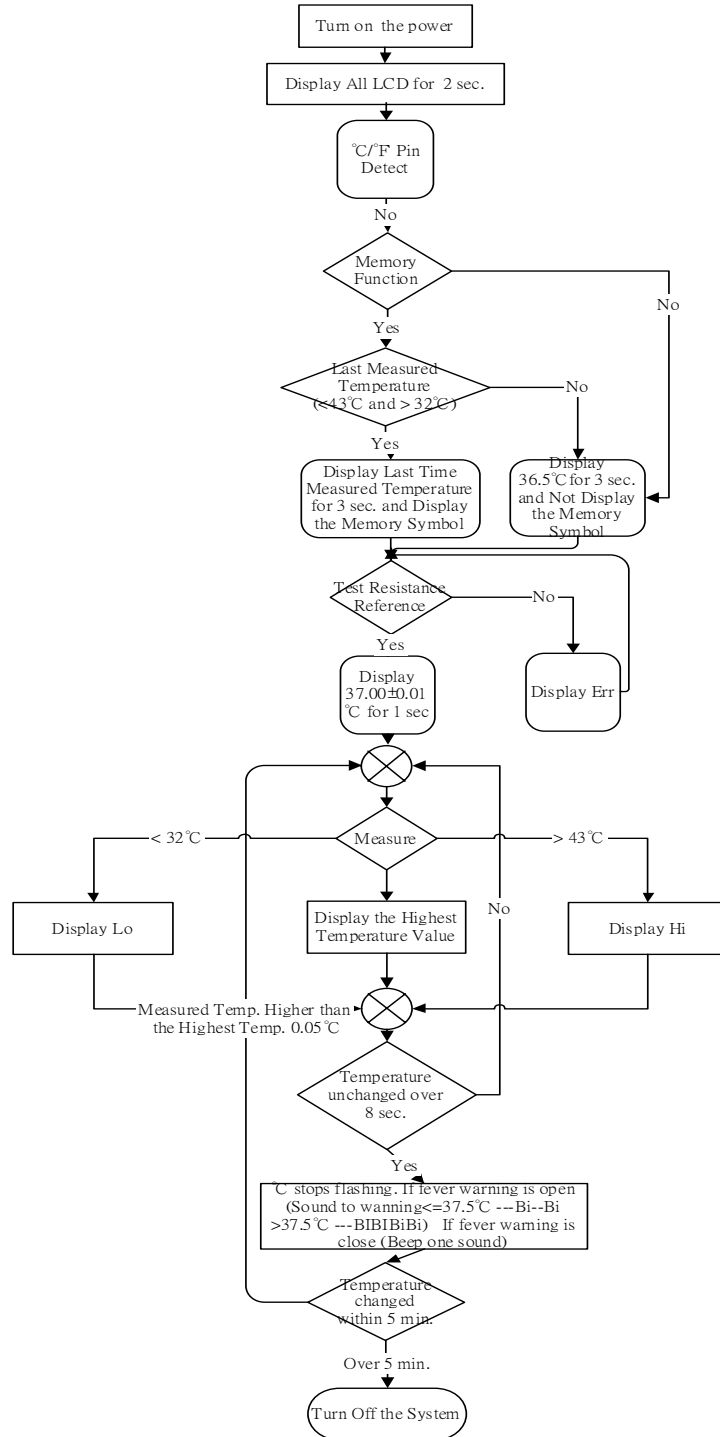 Turn on the power
Display All LCD for 2 sec.
℃/℉ Pin
Detect
No
Memory
Function
No
Yes
Last Measured
Temperature
(<43℃ and > 32℃)
No
Yes
Display Last Time
Measured Temperature
for 3 sec. and Display
the Memory Symbol
Display
36.5℃ for 3 sec.
and Not Display
the Memory
Symbol
Test Resistance
Reference
No
Yes
Display
37.00±0.01
℃ for 1 sec
Display Err
< 32℃
Measure
> 43℃
Display Lo
Display the Highest
Temperature Value
No
Display Hi
Measured Temp. Higher than
the Highest Temp. 0.05℃
Temperature
unchanged over
8 sec.
Yes
℃ stops flashing. If fever warning is open
(Sound to wanning<=37.5℃ ---Bi--Bi
>37.5℃ ---BIBIBiBi) If fever warning is
close (Beep one sound)
Temperature
changed
within 5 min.
Over 5 min.
Turn Off the System